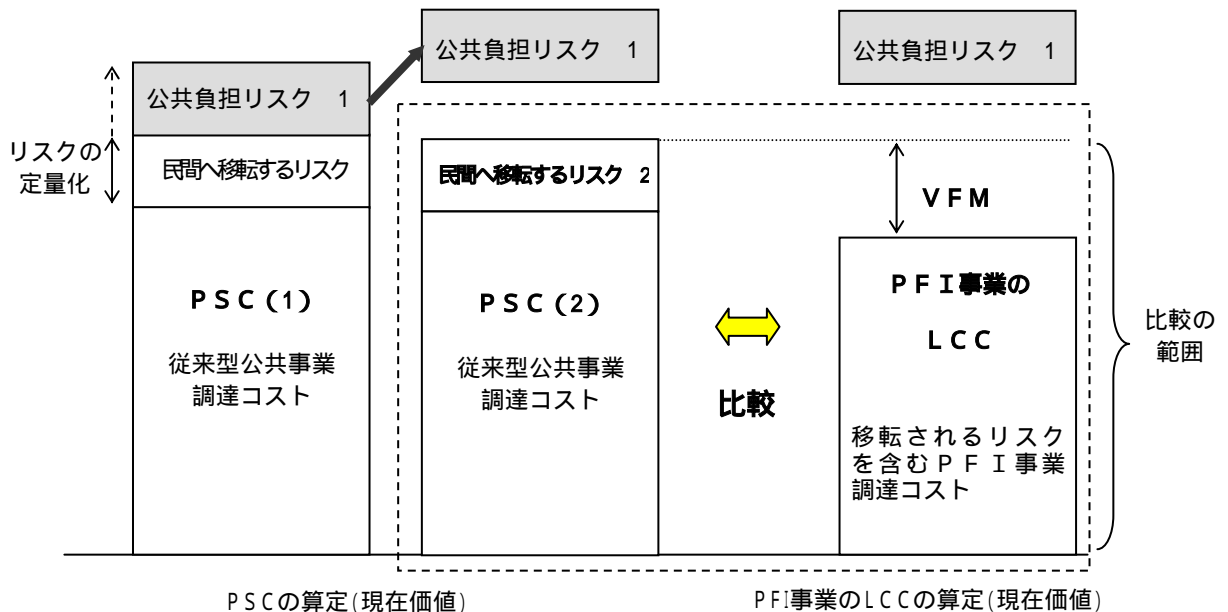 公共負担リスク 1
公共負担リスク 1
公共負担リスク 1
リスクの
定量化
民間へ移転するリスク
民間へ移転するリスク 2
VFM
PSC(1)
従来型公共事業
調達コスト
PSC(2)
従来型公共事業
調達コスト
比較
PFI事業の
LCC
移転されるリスク
を含むPFI事業
調達コスト
比較の
範囲
PSCの算定(現在価値)
PFI事業のLCCの算定(現在価値)